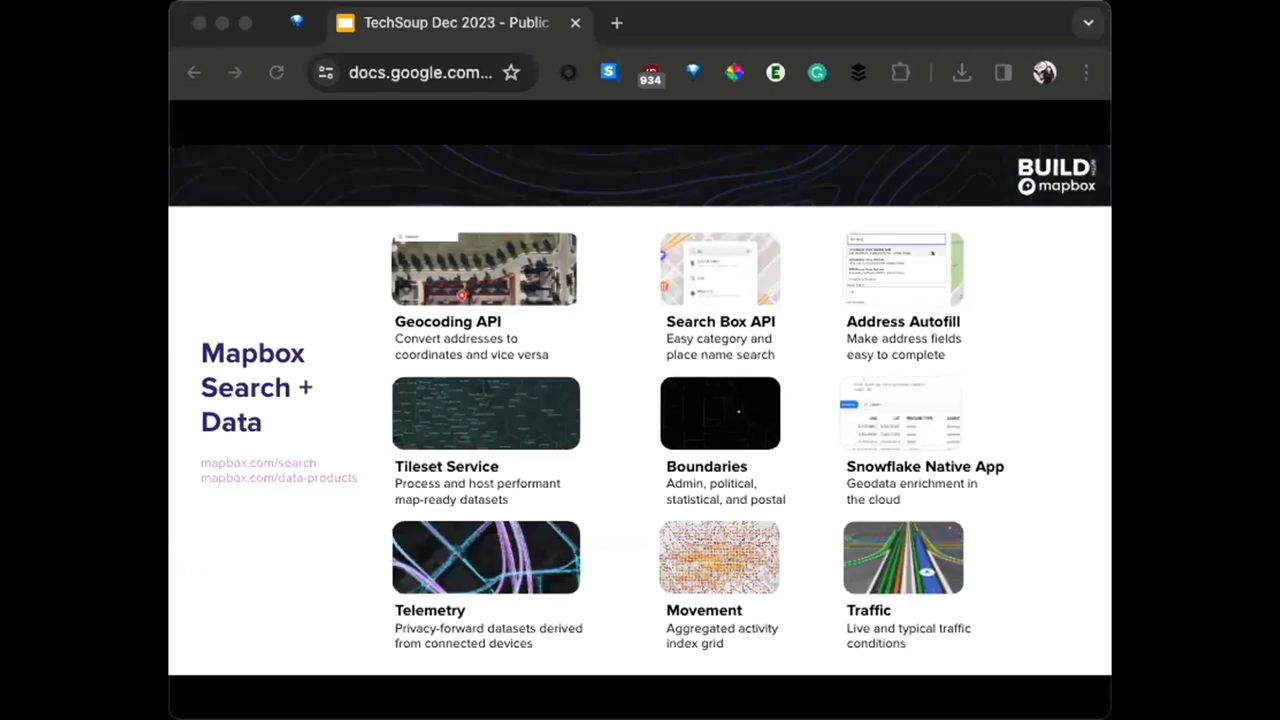 TechSoup Dec 2023 - Public
docs.google.com...
934
BUILD
mapbox
Mapbox
Search +
Data
mapbox.com/search
mapbox.com/data-products
Geocoding API
Convert addresses to
coordinates and vice versa
Search Box API
Easy category and
place name search
Address Autofill
Make address fields
easy to complete
Tileset Service
Process and host performant
map-ready datasets
Boundaries
Admin, political,
statistical, and postal
Snowflake Native App
Geodata enrichment in
the cloud
Telemetry
Privacy-forward datasets derived
from connected devices
Movement
Aggregated activity
index grid
Traffic
Live and typical traffic
conditions